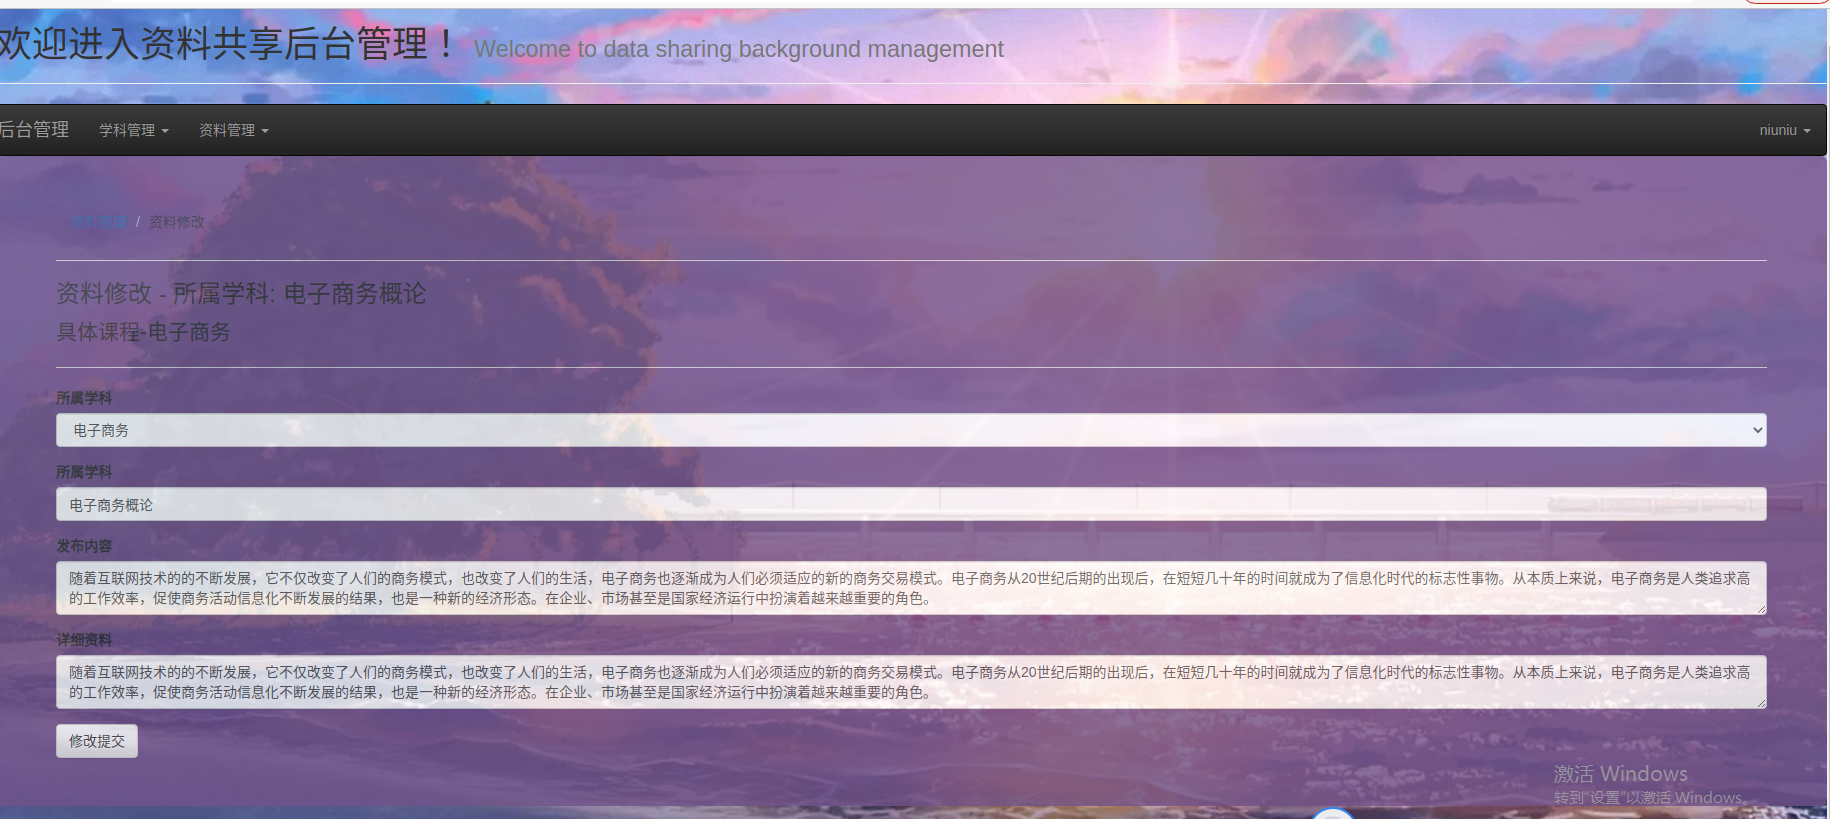 欢迎进入资料共享后台管理！ Welcome to data sharing background management
后台管理 学科管理 资料管理 niuniu
资料管理 / 资料修改
资料修改 - 所属学科: 电子商务概论
具体课程-电子商务
所属学科
电子商务
所属学科
电子商务概论
发布内容
随着互联网技术的的不断发展，它不仅改变了人们的商务模式，也改变了人们的生活，电子商务也逐渐成为人们必须适应的新的商务交易模式。电子商务从20世纪后期的出现后，在短短几十年的时间就成为了信息化时代的标志性事物。从本质上来说，电子商务是人类追求高
的工作效率，促使商务活动信息化不断发展的结果，也是一种新的经济形态。在企业、市场甚至是国家经济运行中扮演着越来越重要的角色。
详细资料
随着互联网技术的的不断发展，它不仅改变了人们的商务模式，也改变了人们的生活，电子商务也逐渐成为人们必须适应的新的商务交易模式。电子商务从20世纪后期的出现后，在短短几十年的时间就成为了信息化时代的标志性事物。从本质上来说，电子商务是人类追求高
的工作效率，促使商务活动信息化不断发展的结果，也是一种新的经济形态。在企业、市场甚至是国家经济运行中扮演着越来越重要的角色。
修改提交
激活 Windows
转到“设置”以激活 Windows。